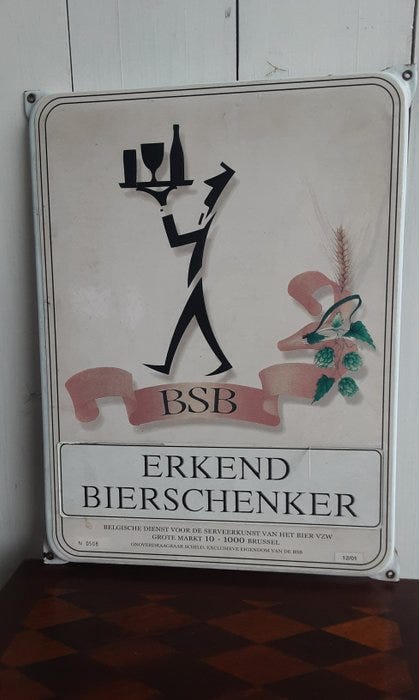 BSB
ERKEND
BIERSCHENKER
BELGISCHE DIENST VOOR DE SERVEERKUNST VAN HET BIER VZW
GROTE MARKT 10 - 1000 BRUSSEL
N 0508
ONOVERDRAAGBAAR SCHILD, EXCLUSIEVE EIGENDOM VAN DE BSB
12/01